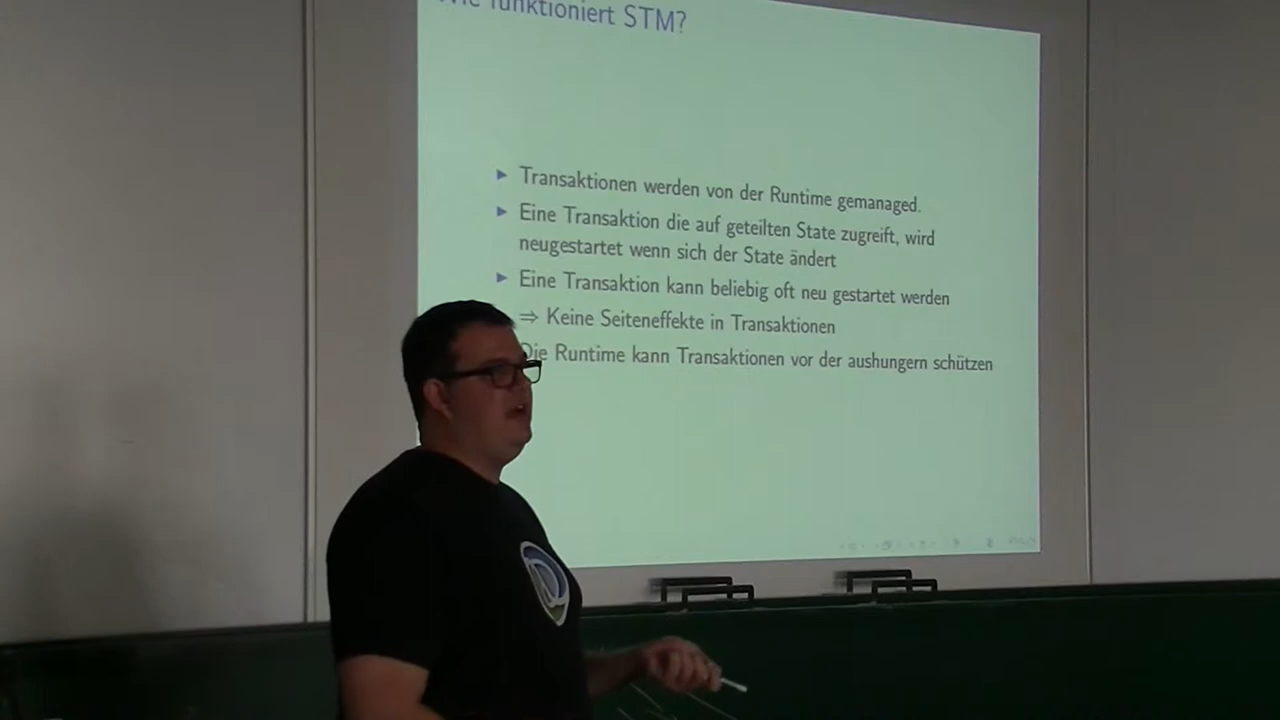 Wie funktioniert STM?
Transaktionen werden von der Runtime gemanaged.
Eine Transaktion die auf geteilten State zugreift, wird
neugestartet wenn sich der State ändert
Eine Transaktion kann beliebig oft neu gestartet werden
⇒ Keine Seiteneffekte in Transaktionen
Die Runtime kann Transaktionen vor der aushungern schützen